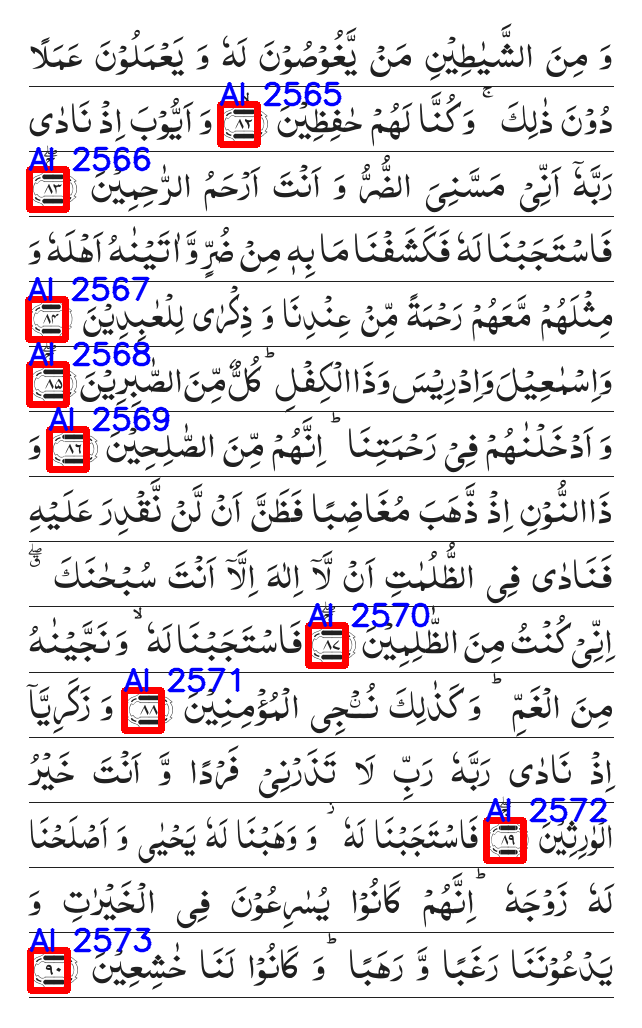 وَ مِنَ الشَّيٰطِيۡنِ مَنۡ يَّغُوۡصُوۡنَ لَهٗ وَ يَعۡمَلُوۡنَ عَمَلًا
AI 2565
دُوۡنَ ذٰلِكَ ۚ وَكُنَّا لَهُمۡ حٰفِظِيۡنَ ۙ‏ ﴿۸۲﴾ وَ اَيُّوۡبَ اِذۡ نَادٰى
AI 2566
رَبَّهٗۤ اَنِّىۡ مَسَّنِىَ الضُّرُّ وَ اَنۡتَ اَرۡحَمُ الرّٰحِمِيۡنَ ﴿۸۳﴾
فَاسۡتَجَبۡنَا لَهٗ فَكَشَفۡنَا مَا بِهٖ مِنۡ ضُرٍّ وَّاٰتَيۡنٰهُ اَهۡلَهٗ وَ
AI 2567
مِثۡلَهُمۡ مَّعَهُمۡ رَحۡمَةً مِّنۡ عِنۡدِنَا وَ ذِكۡرٰى لِلۡعٰبِدِيۡنَ ﴿۸۴﴾
AI 2568
وَاِسۡمٰعِيۡلَ وَاِدۡرِيۡسَ وَذَا الۡكِفۡلِ ؕ كُلٌّ مِّنَ الصّٰبِرِيۡنَ ﴿۸۵﴾
AI 2569
وَ اَدۡخَلۡنٰهُمۡ فِىۡ رَحۡمَتِنَا ؕ اِنَّهُمۡ مِّنَ الصّٰلِحِيۡنَ ﴿۸۶﴾ وَ
ذَا النُّوۡنِ اِذْ ذَّهَبَ مُغَاضِبًا فَظَنَّ اَنۡ لَّنۡ نَّقۡدِرَ عَلَيۡهِ
فَنَادٰى فِى الظُّلُمٰتِ اَنۡ لَّاۤ اِلٰهَ اِلَّاۤ اَنۡتَ سُبۡحٰنَكَ ۖق
AI 2570
اِنِّىۡ كُنۡتُ مِنَ الظّٰلِمِيۡنَ ﴿۸۷﴾ فَاسۡتَجَبۡنَا لَهٗ ۙ وَنَجَّيۡنٰهُ
AI 2571
مِنَ الۡغَمِّ ؕ وَكَذٰلِكَ نُــۨۡجِى الۡمُؤۡمِنِيۡنَ ﴿۸۸﴾ وَ زَكَرِيَّاۤ
اِذۡ نَادٰى رَبَّهٗ رَبِّ لَا تَذَرۡنِىۡ فَرۡدًا وَّ اَنۡتَ خَيۡرُ
AI 2572
الۡوٰرِثِيۡنَ ﴿۸۹﴾ فَاسۡتَجَبۡنَا لَهٗ ۫ وَ وَهَبۡنَا لَهٗ يَحۡيٰى وَ اَصۡلَحۡنَا
لَهٗ زَوۡجَهٗ ؕ اِنَّهُمۡ كَانُوۡا يُسٰرِعُوۡنَ فِى الۡخَيۡرٰتِ وَ
AI 2573
يَدۡعُوۡنَنَا رَغَبًا وَّ رَهَبًا ؕ وَ كَانُوۡا لَنَا خٰشِعِيۡنَ ﴿۹۰﴾